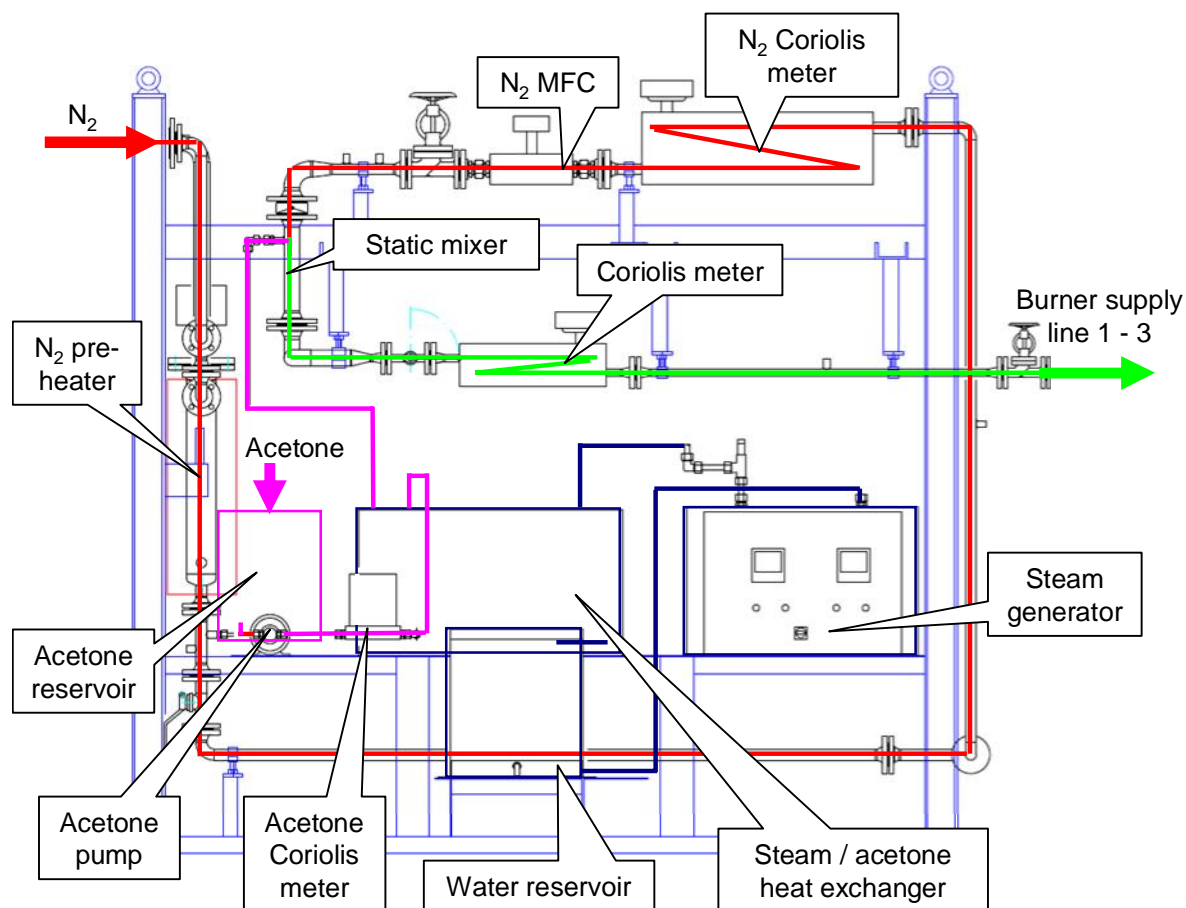 N₂ Coriolis
meter
N₂ MFC
N₂
Static mixer
Coriolis meter
Burner supply
line 1 - 3
N₂ pre-
heater
Acetone
Steam
generator
Acetone
reservoir
Acetone
pump
Acetone
Coriolis
meter
Water reservoir
Steam / acetone
heat exchanger